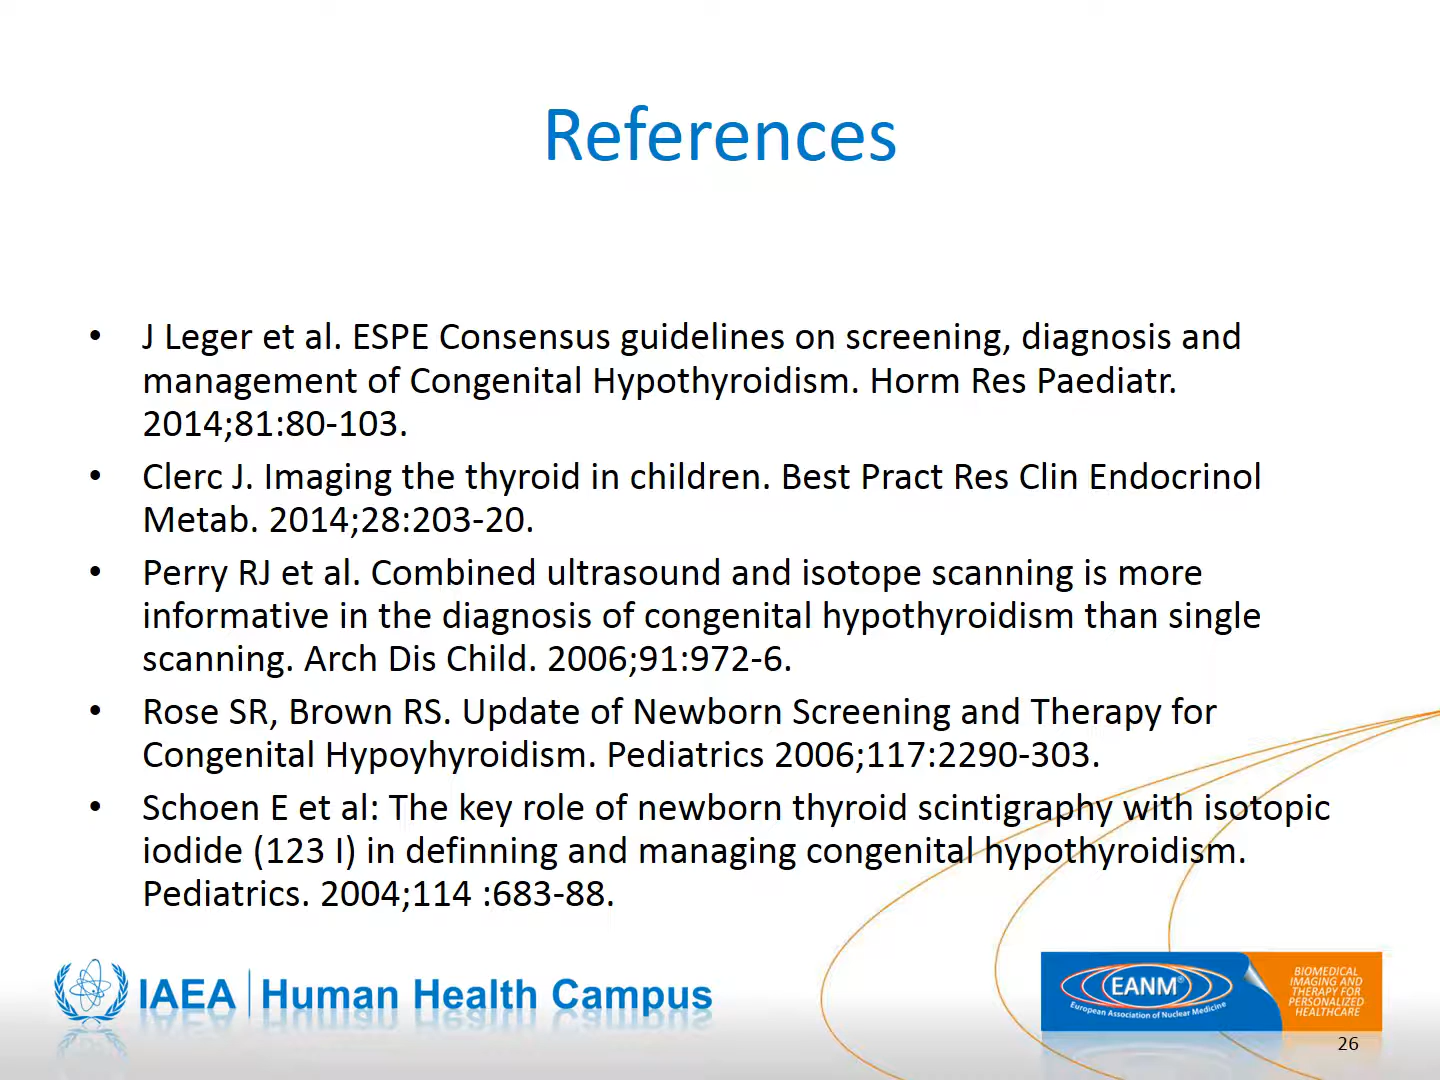 References
• J Leger et al. ESPE Consensus guidelines on screening, diagnosis and
management of Congenital Hypothyroidism. Horm Res Paediatr.
2014;81:80-103.
• Clerc J. Imaging the thyroid in children. Best Pract Res Clin Endocrinol
Metab. 2014;28:203-20.
• Perry RJ et al. Combined ultrasound and isotope scanning is more
informative in the diagnosis of congenital hypothyroidism than single
scanning. Arch Dis Child. 2006;91:972-6.
• Rose SR, Brown RS. Update of Newborn Screening and Therapy for
Congenital Hypoyhyroidism. Pediatrics 2006;117:2290-303.
• Schoen E et al: The key role of newborn thyroid scintigraphy with isotopic
iodide (123 I) in definning and managing congenital hypothyroidism.
Pediatrics. 2004;114 :683-88.
IAEA Human Health Campus
EANM®
European Association of Nuclear Medicine
BIOMEDICAL
IMAGING AND
THERAPY FOR
PERSONALIZED
HEALTHCARE
26